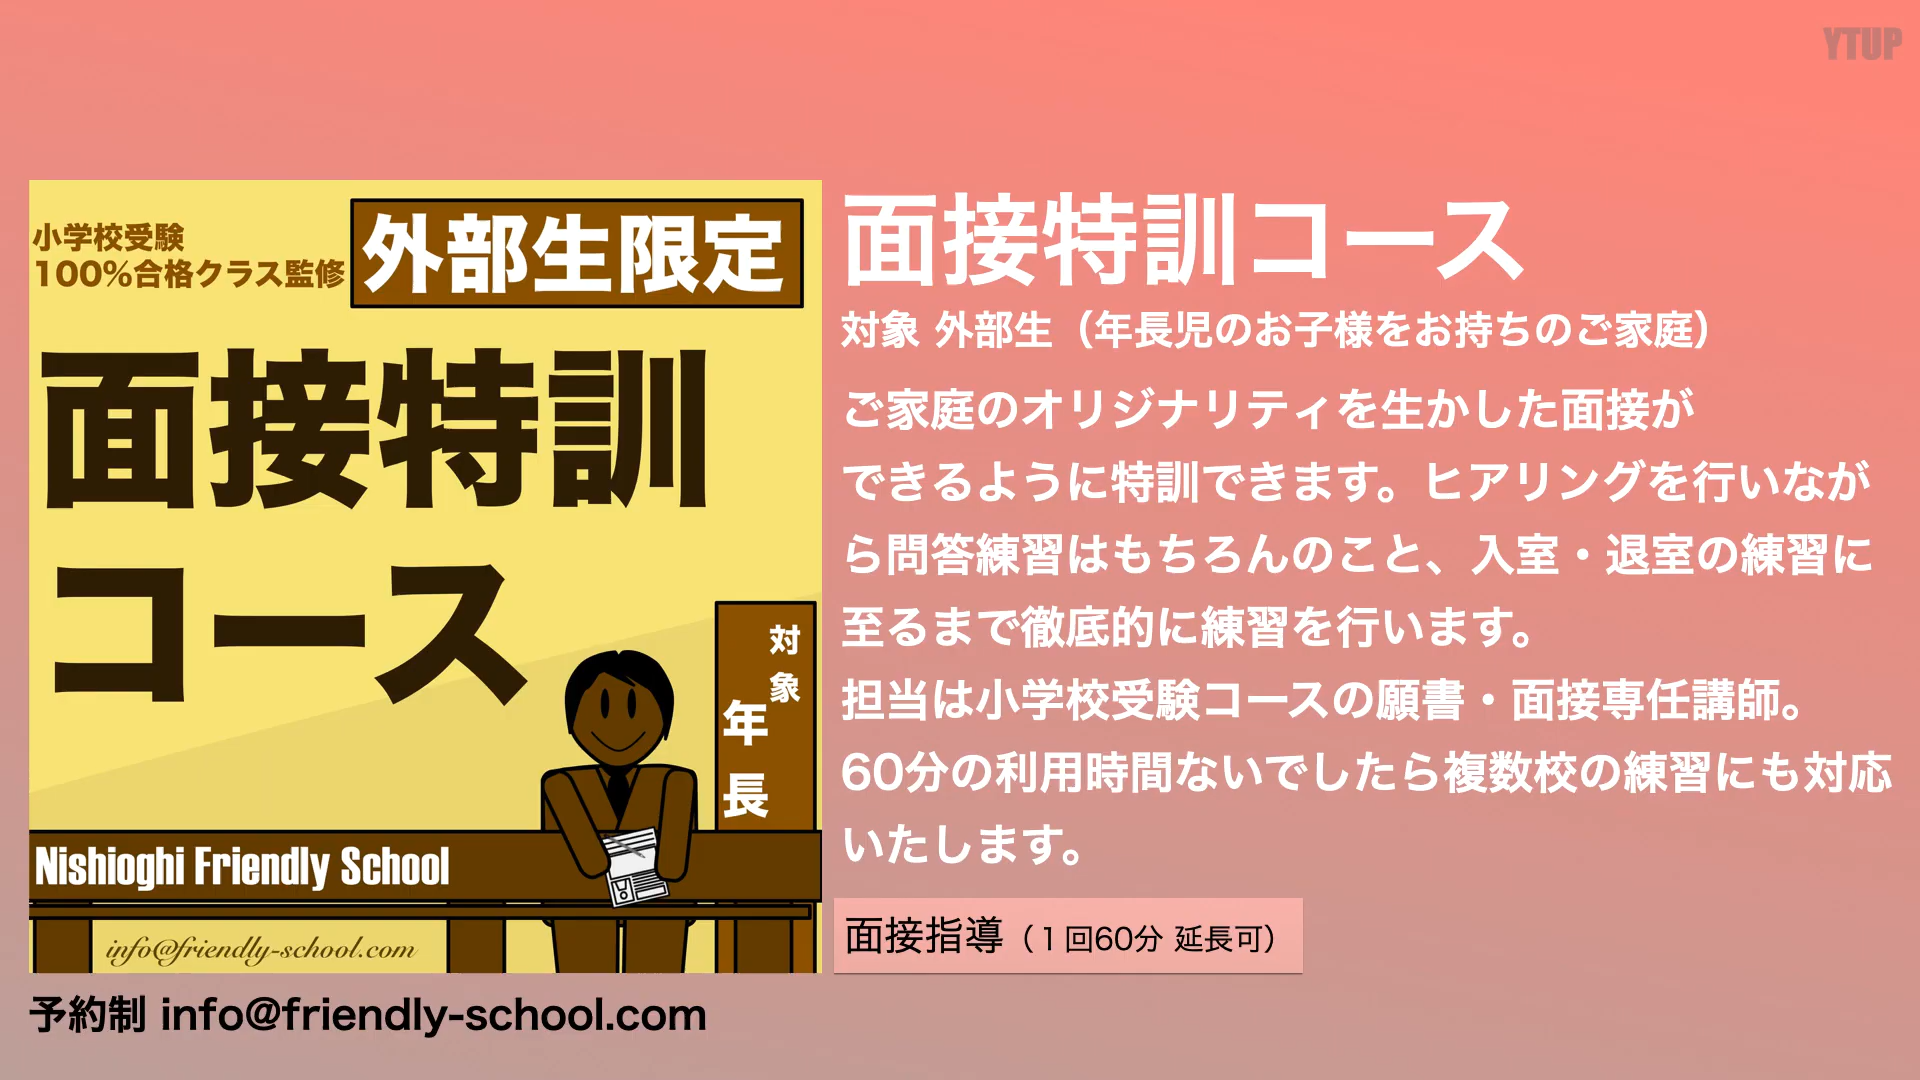 YTUP
小学校受験
100%合格クラス監修
外部生限定
面接特訓
コース
対象
年長
Nishioghi Friendly School
info@friendly-school.com
予約制 info@friendly-school.com
面接特訓コース
対象 外部生（年長児のお子様をお持ちのご家庭）
ご家庭のオリジナリティを生かした面接が
できるように特訓できます。ヒアリングを行いなが
ら問答練習はもちろんのこと、入室・退室の練習に
至るまで徹底的に練習を行います。
担当は小学校受験コースの願書・面接専任講師。
60分の利用時間ないでしたら複数校の練習にも対応
いたします。
面接指導（１回60分 延長可）